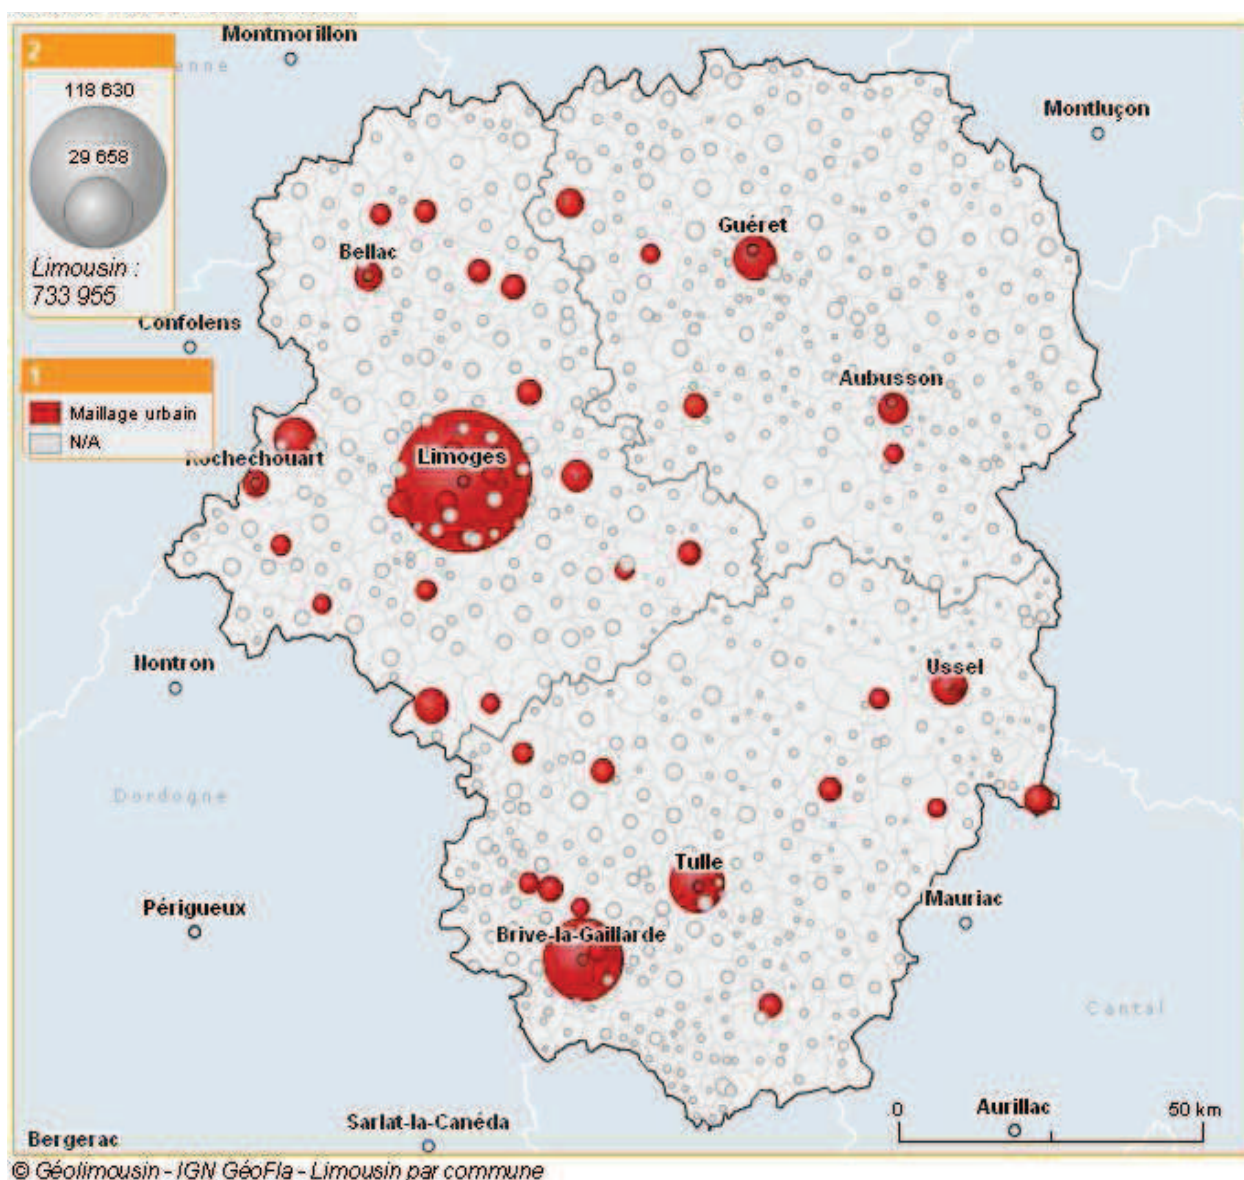 Montmorillon
2
enne
118 630
29 658
Limousin :
733 955
Montluçon
Guéret
Bellac
Confolens
1
Maillage urbain
N/A
Aubusson
Rochechouart
Limoges
Nontron
Ussel
Dordogne
Tulle
Périgueux
Mauriac
Brive-la-Gaillarde
Cantal
0
Aurillac
50 km
Sarlat-la-Canéda
Bergerac
© Géolimousin - IGN GéoFla - Limousin par commune